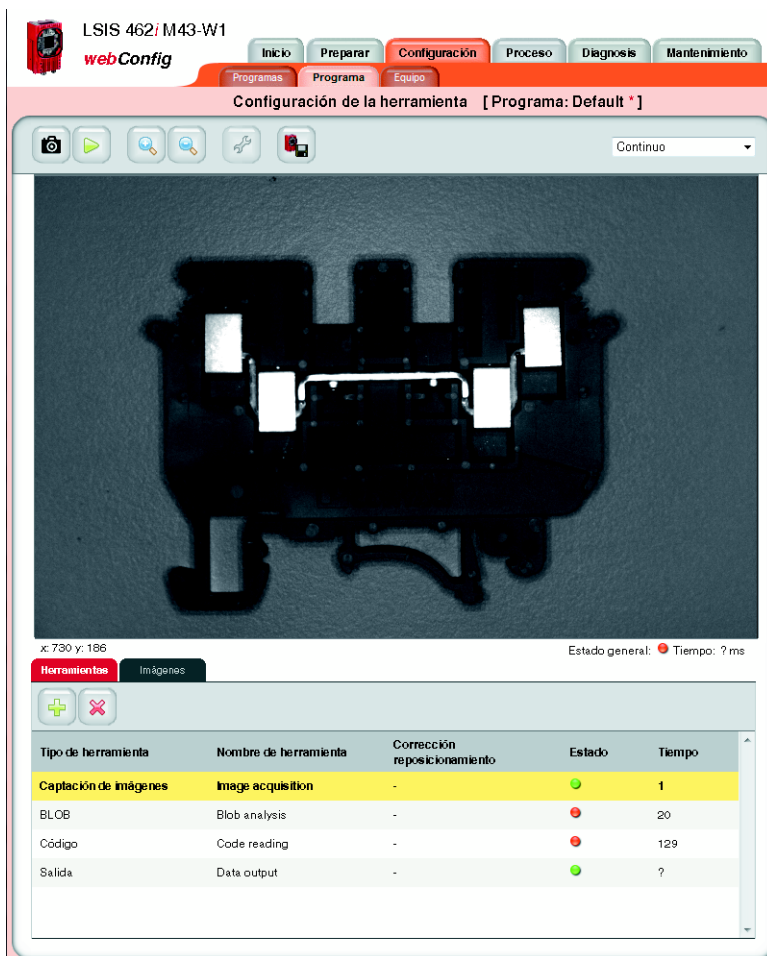 LSIS 462i M43-W1
webConfig
Inicio Preparar Configuración Proceso Diagnosis Mantenimiento
Programas Programa Equipo
Configuración de la herramienta [ Programa: Default * ]
Continuo
x: 730 y: 186
Estado general: Tiempo: ? ms
Herramientas Imágenes
Tipo de herramienta Nombre de herramienta Corrección reposicionamiento Estado Tiempo
Captación de imágenes Image acquisition - 1
BLOB Blob analysis - 20
Código Code reading - 129
Salida Data output - ?